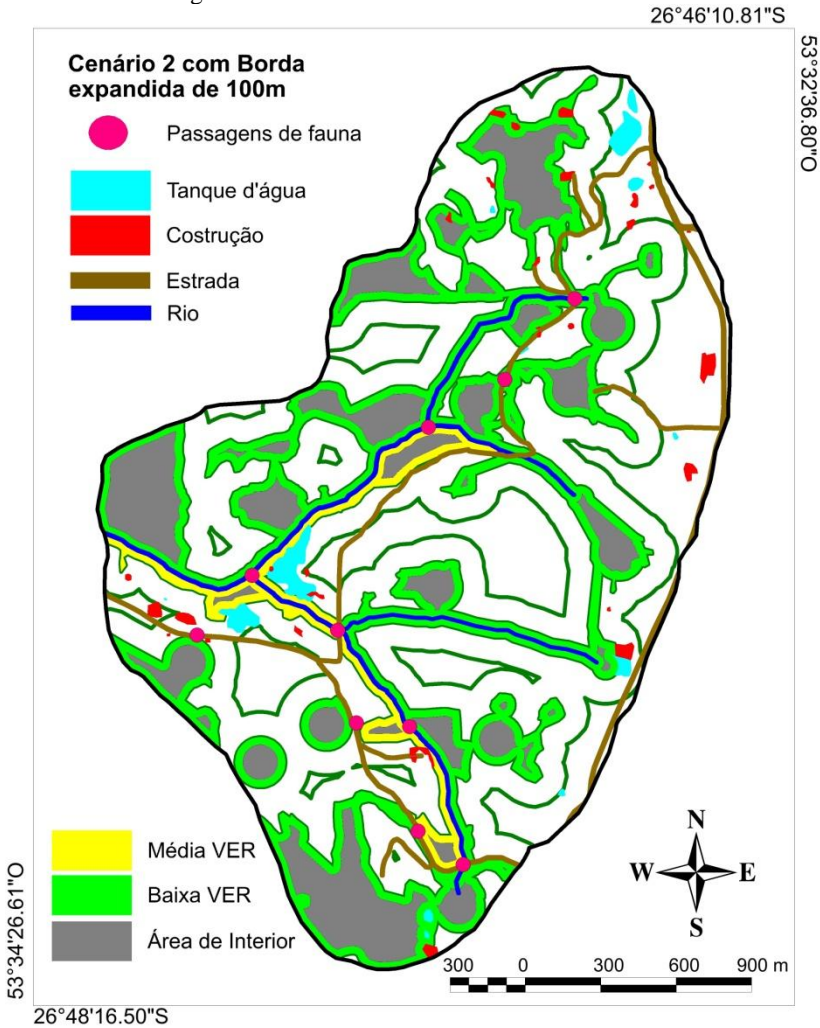 26°46'10.81"S
53°32'36.80"O
Cenário 2 com Borda
expandida de 100m
Passagens de fauna
Tanque d'água
Costrução
Estrada
Rio
Média VER
Baixa VER
Área de Interior
N
W E
S
300 0 300 600 900 m
53°34'26.61"O
26°48'16.50"S